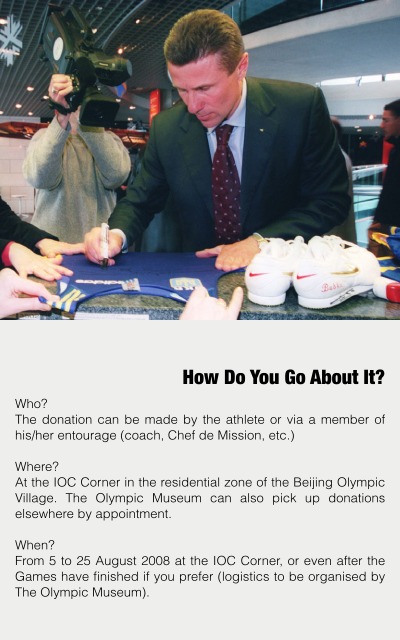 How Do You Go About It?
Who?
The donation can be made by the athlete or via a member of
his/her entourage (coach, Chef de Mission, etc.)
Where?
At the IOC Corner in the residential zone of the Beijing Olympic
Village. The Olympic Museum can also pick up donations
elsewhere by appointment.
When?
From 5 to 25 August 2008 at the IOC Corner, or even after the
Games have finished if you prefer (logistics to be organised by
The Olympic Museum).